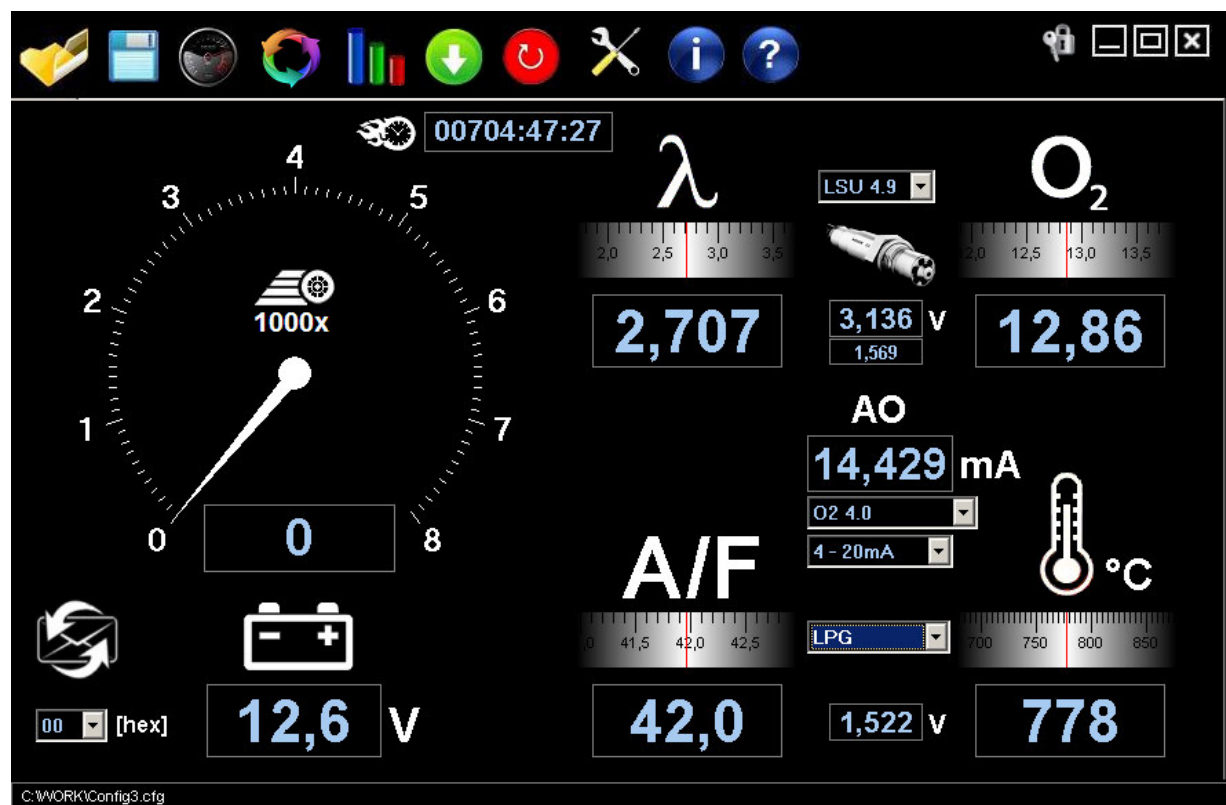 i ?
00704:47:27
4
3 5
2 6
1000x
1 7
0 8
0
λ
LSU 4.9
O2
2,0 2,5 3,0 3,5
2,0 12,5 13,0 13,5
2,707
3,136 V
1,569
12,86
AO
14,429 mA
O2 4.0
4 - 20mA
°C
A/F
,0 41,5 42,0 42,5
LPG
700 750 800 850
00 [hex]
- +
12,6 V
42,0
1,522 V
778
C:\WORK\Config3.cfg